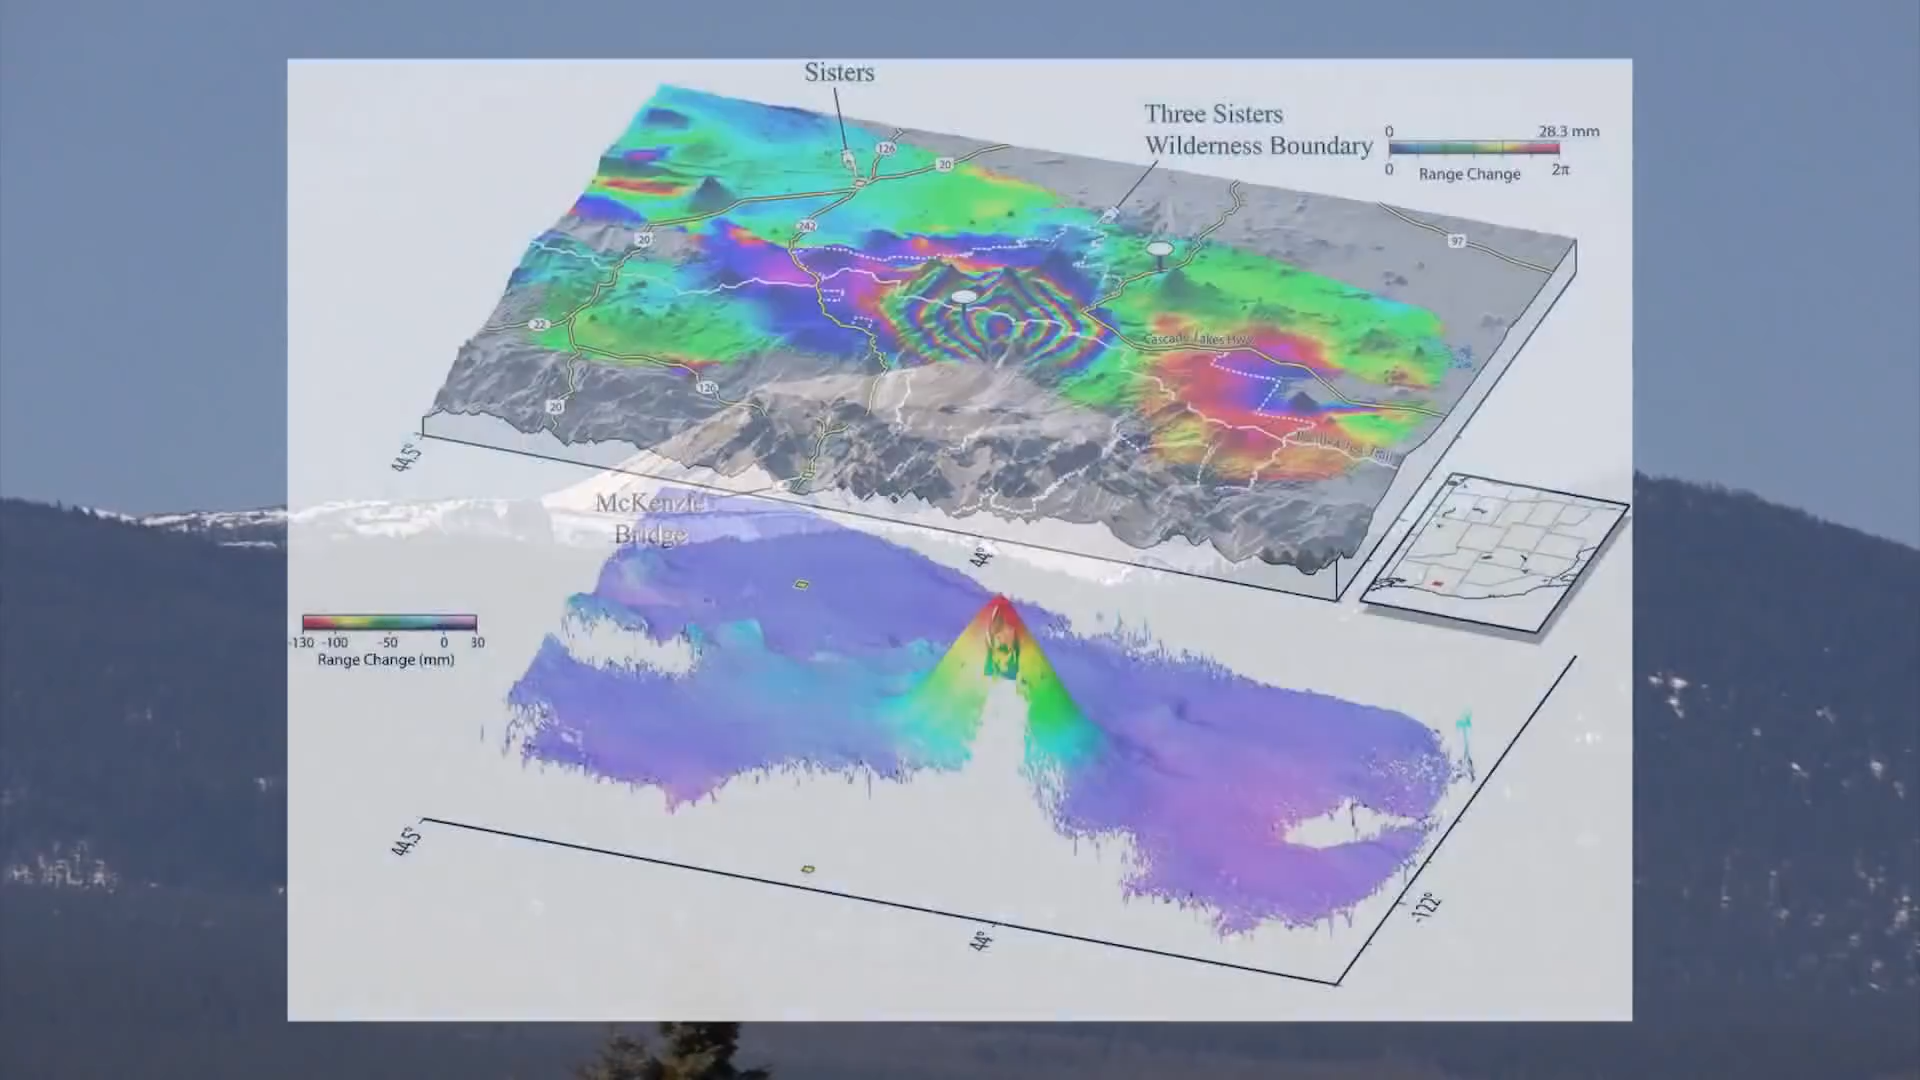 Sisters
Three Sisters
Wilderness Boundary
0
28.3 mm
0
2π
Range Change
126
20
242
20
97
22
Cascade Lakes Hwy
126
20
44.5°
McKenzie
Bridge
44°
-130 -100 -50 0 30
Range Change (mm)
44.5°
44°
-122°